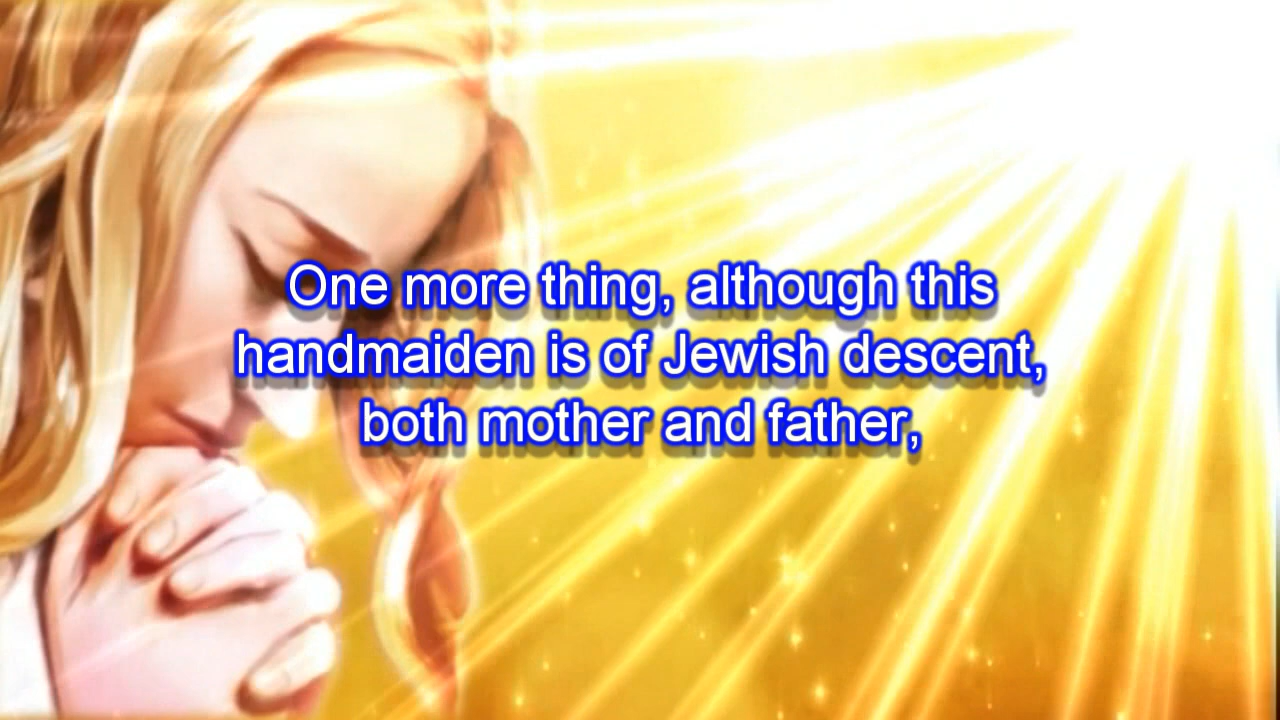 One more thing, although this
handmaiden is of Jewish descent,
both mother and father,